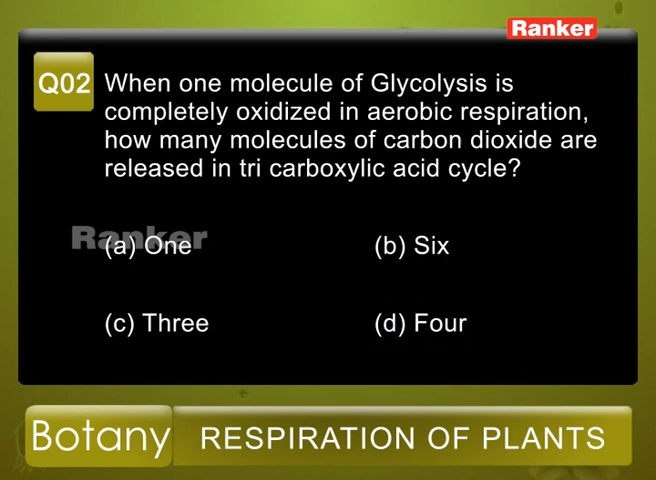 Ranker
Q02 When one molecule of Glycolysis is
completely oxidized in aerobic respiration,
how many molecules of carbon dioxide are
released in tri carboxylic acid cycle?
Ranker
(a) One (b) Six
(c) Three (d) Four
Botany RESPIRATION OF PLANTS